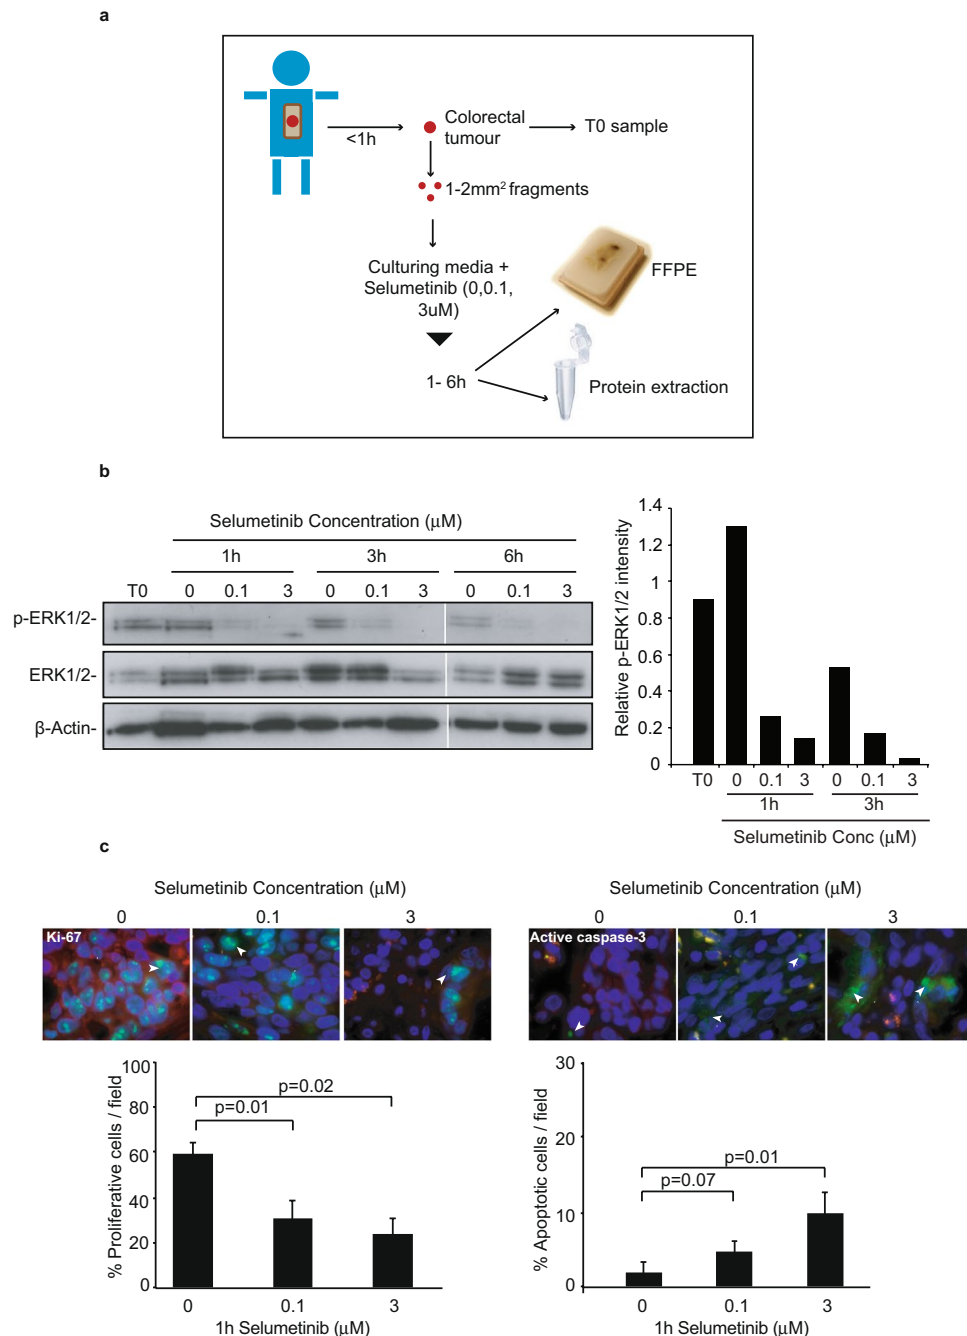 a
<1h
Colorectal
tumour
T0 sample
1-2mm² fragments
Culturing media +
Selumetinib (0,0.1,
3uM)
FFPE
1- 6h
Protein extraction
b
Selumetinib Concentration (μM)
1h 3h 6h
T0 0 0.1 3 0 0.1 3 0 0.1 3
p-ERK1/2-
ERK1/2-
β-Actin-
Relative p-ERK1/2 intensity
1.4
1.2
1
0.8
0.6
0.4
0.2
0
T0 0 0.1 3 0 0.1 3
1h 3h
Selumetinib Conc (μM)
c
Selumetinib Concentration (μM)
0 0.1 3
Ki-67
% Proliferative cells / field
100
80
60
40
20
0
p=0.02
p=0.01
0 0.1 3
1h Selumetinib (μM)
Selumetinib Concentration (μM)
0 0.1 3
Active caspase-3
% Apoptotic cells / field
30
20
10
0
p=0.01
p=0.07
0 0.1 3
1h Selumetinib (μM)